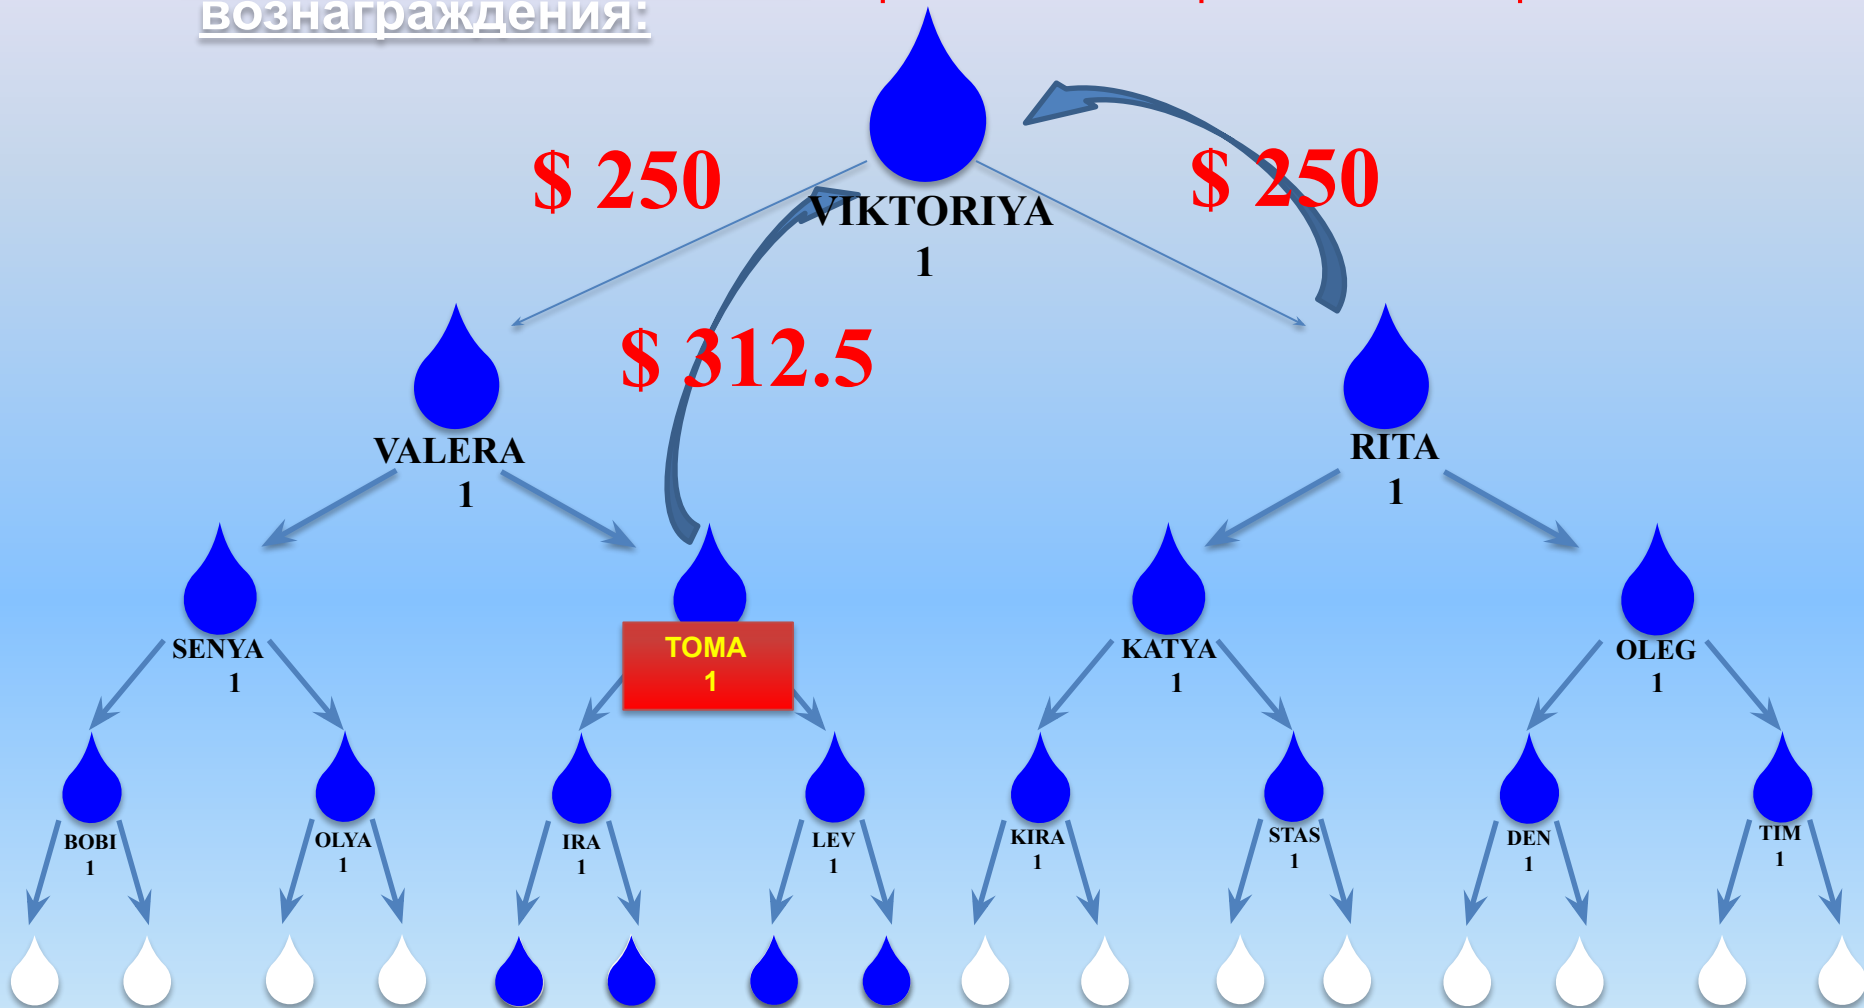 вознаграждения:
$ 250
$ 250
VIKTORIYA
1
$ 312.5
VALERA
1
RITA
1
SENYA
1
TOMA
1
KATYA
1
OLEG
1
BOBI
1
OLYA
1
IRA
1
LEV
1
KIRA
1
STAS
1
DEN
1
TIM
1